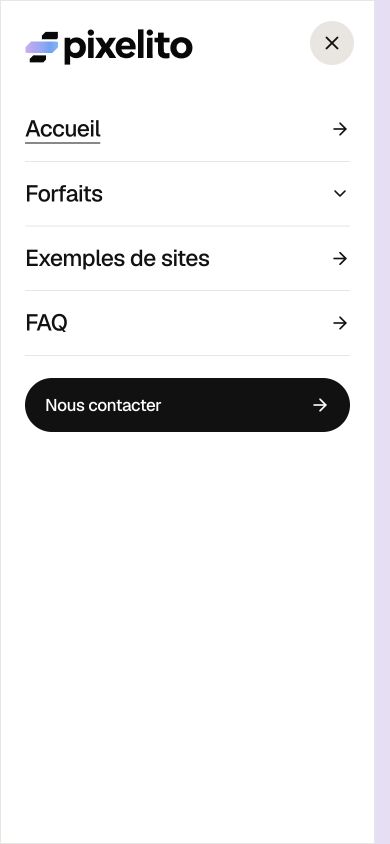 pixelito
Accueil
Forfaits
Exemples de sites
FAQ
Nous contacter